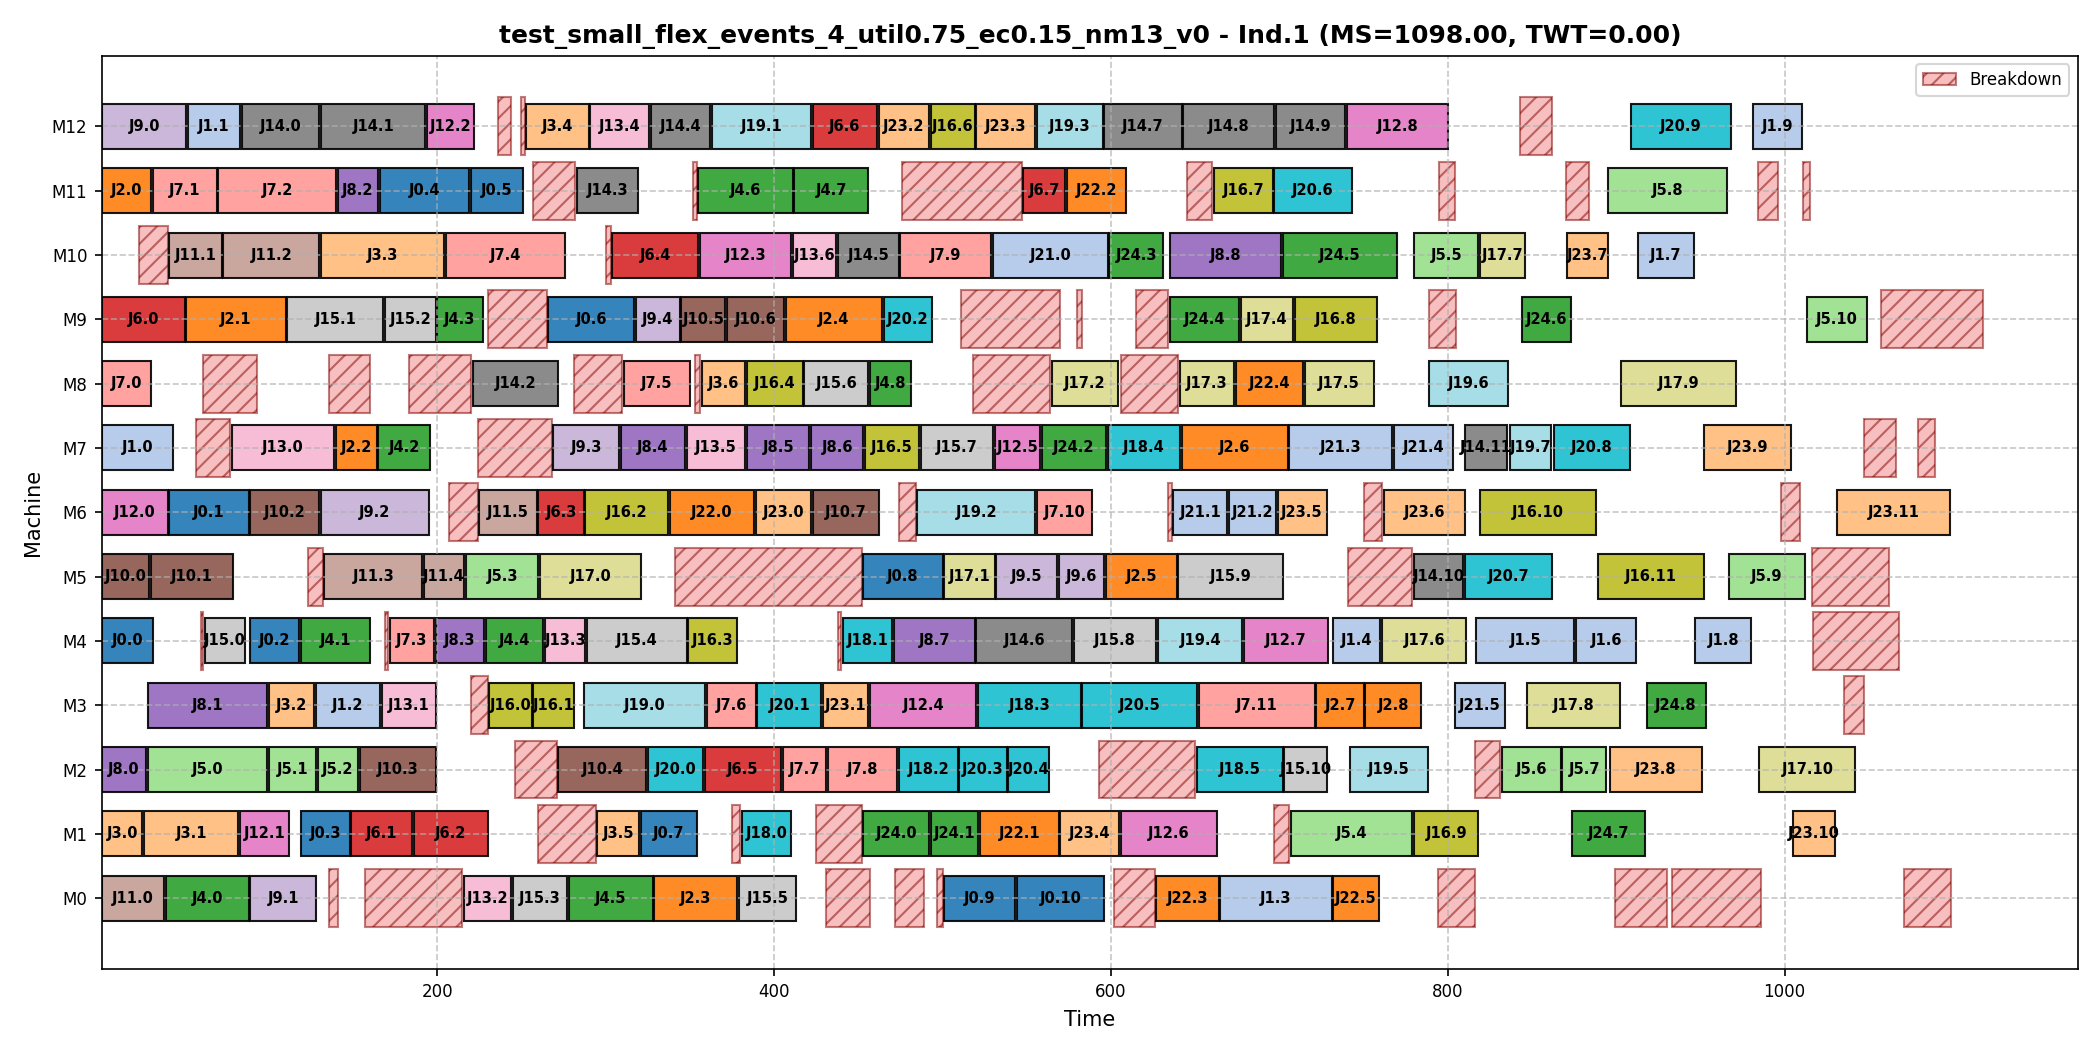 test_small_flex_events_4_util0.75_ec0.15_nm13_v0 - Ind.1 (MS=1098.00, TWT=0.00)
Breakdown
M12 J9.0 J1.1 J14.0 J14.1 J12.2 J3.4 J13.4 J14.4 J19.1 J6.6 J23.2 J16.6 J23.3 J19.3 J14.7 J14.8 J14.9 J12.8 J20.9 J1.9
M11 J2.0 J7.1 J7.2 J8.2 J0.4 J0.5 J14.3 J4.6 J4.7 J6.7 J22.2 J16.7 J20.6 J5.8
M10 J11.1 J11.2 J3.3 J7.4 J6.4 J12.3 J13.6 J14.5 J7.9 J21.0 J24.3 J8.8 J24.5 J5.5 J17.7 J23.7 J1.7
M9 J6.0 J2.1 J15.1 J15.2 J4.3 J0.6 J9.4 J10.5 J10.6 J2.4 J20.2 J24.4 J17.4 J16.8 J24.6 J5.10
M8 J7.0 J14.2 J7.5 J3.6 J16.4 J15.6 J4.8 J17.2 J17.3 J22.4 J17.5 J19.6 J17.9
M7 J1.0 J13.0 J2.2 J4.2 J9.3 J8.4 J13.5 J8.5 J8.6 J16.5 J15.7 J12.5 J24.2 J18.4 J2.6 J21.3 J21.4 J14.11 J19.7 J20.8 J23.9
M6 J12.0 J0.1 J10.2 J9.2 J11.5 J6.3 J16.2 J22.0 J23.0 J10.7 J19.2 J7.10 J21.1 J21.2 J23.5 J23.6 J16.10 J23.11
M5 J10.0 J10.1 J11.3 J11.4 J5.3 J17.0 J0.8 J17.1 J9.5 J9.6 J2.5 J15.9 J14.10 J20.7 J16.11 J5.9
M4 J0.0 J15.0 J0.2 J4.1 J7.3 J8.3 J4.4 J13.3 J15.4 J16.3 J18.1 J8.7 J14.6 J15.8 J19.4 J12.7 J1.4 J17.6 J1.5 J1.6 J1.8
M3 J8.1 J3.2 J1.2 J13.1 J16.0 J16.1 J19.0 J7.6 J20.1 J23.1 J12.4 J18.3 J20.5 J7.11 J2.7 J2.8 J21.5 J17.8 J24.8
M2 J8.0 J5.0 J5.1 J5.2 J10.3 J10.4 J20.0 J6.5 J7.7 J7.8 J18.2 J20.3 J20.4 J18.5 J15.10 J19.5 J5.6 J5.7 J23.8 J17.10
M1 J3.0 J3.1 J12.1 J0.3 J6.1 J6.2 J3.5 J0.7 J18.0 J24.0 J24.1 J22.1 J23.4 J12.6 J5.4 J16.9 J24.7 J23.10
M0 J11.0 J4.0 J9.1 J13.2 J15.3 J4.5 J2.3 J15.5 J0.9 J0.10 J22.3 J1.3 J22.5
200 400 600 800 1000
Time
Machine